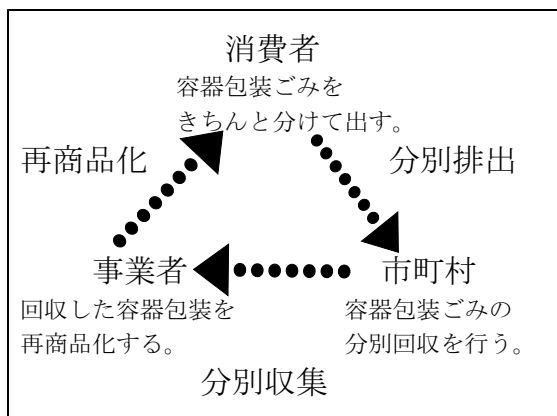 消費者
容器包装ごみを
きちんと分けて出す。
再商品化
分別排出
事業者
市町村
回収した容器包装を
再商品化する。
容器包装ごみの
分別回収を行う。
分別収集